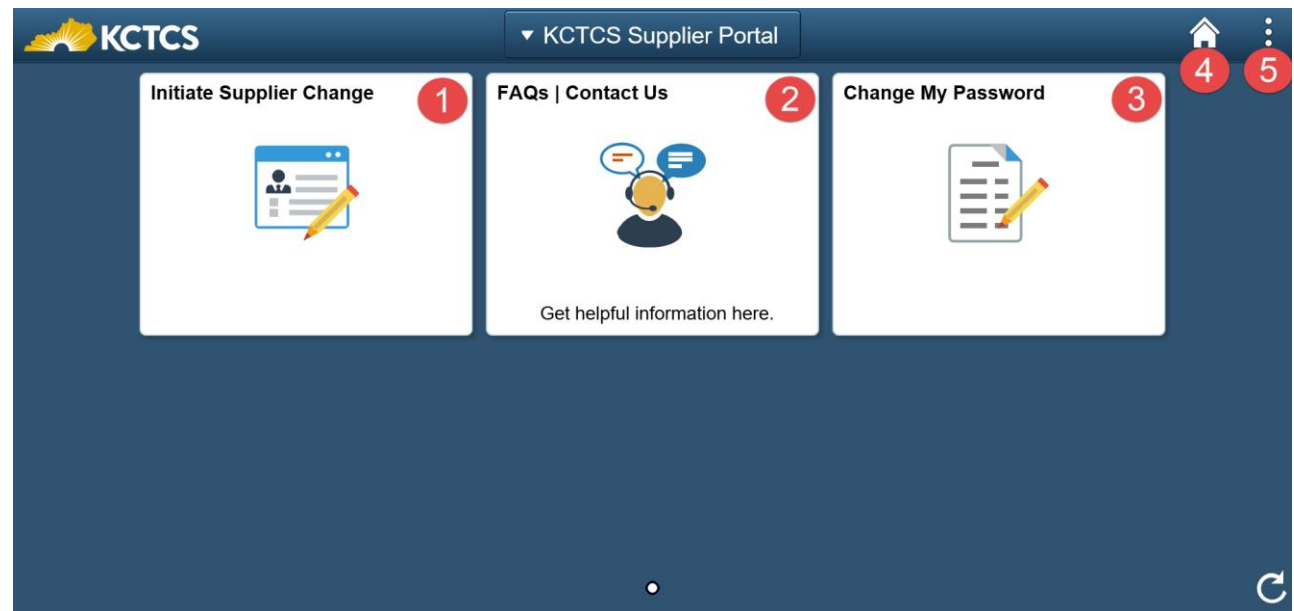 KCTCS
▼ KCTCS Supplier Portal
4
5
Initiate Supplier Change
1
FAQs | Contact Us
2
Change My Password
3
Get helpful information here.